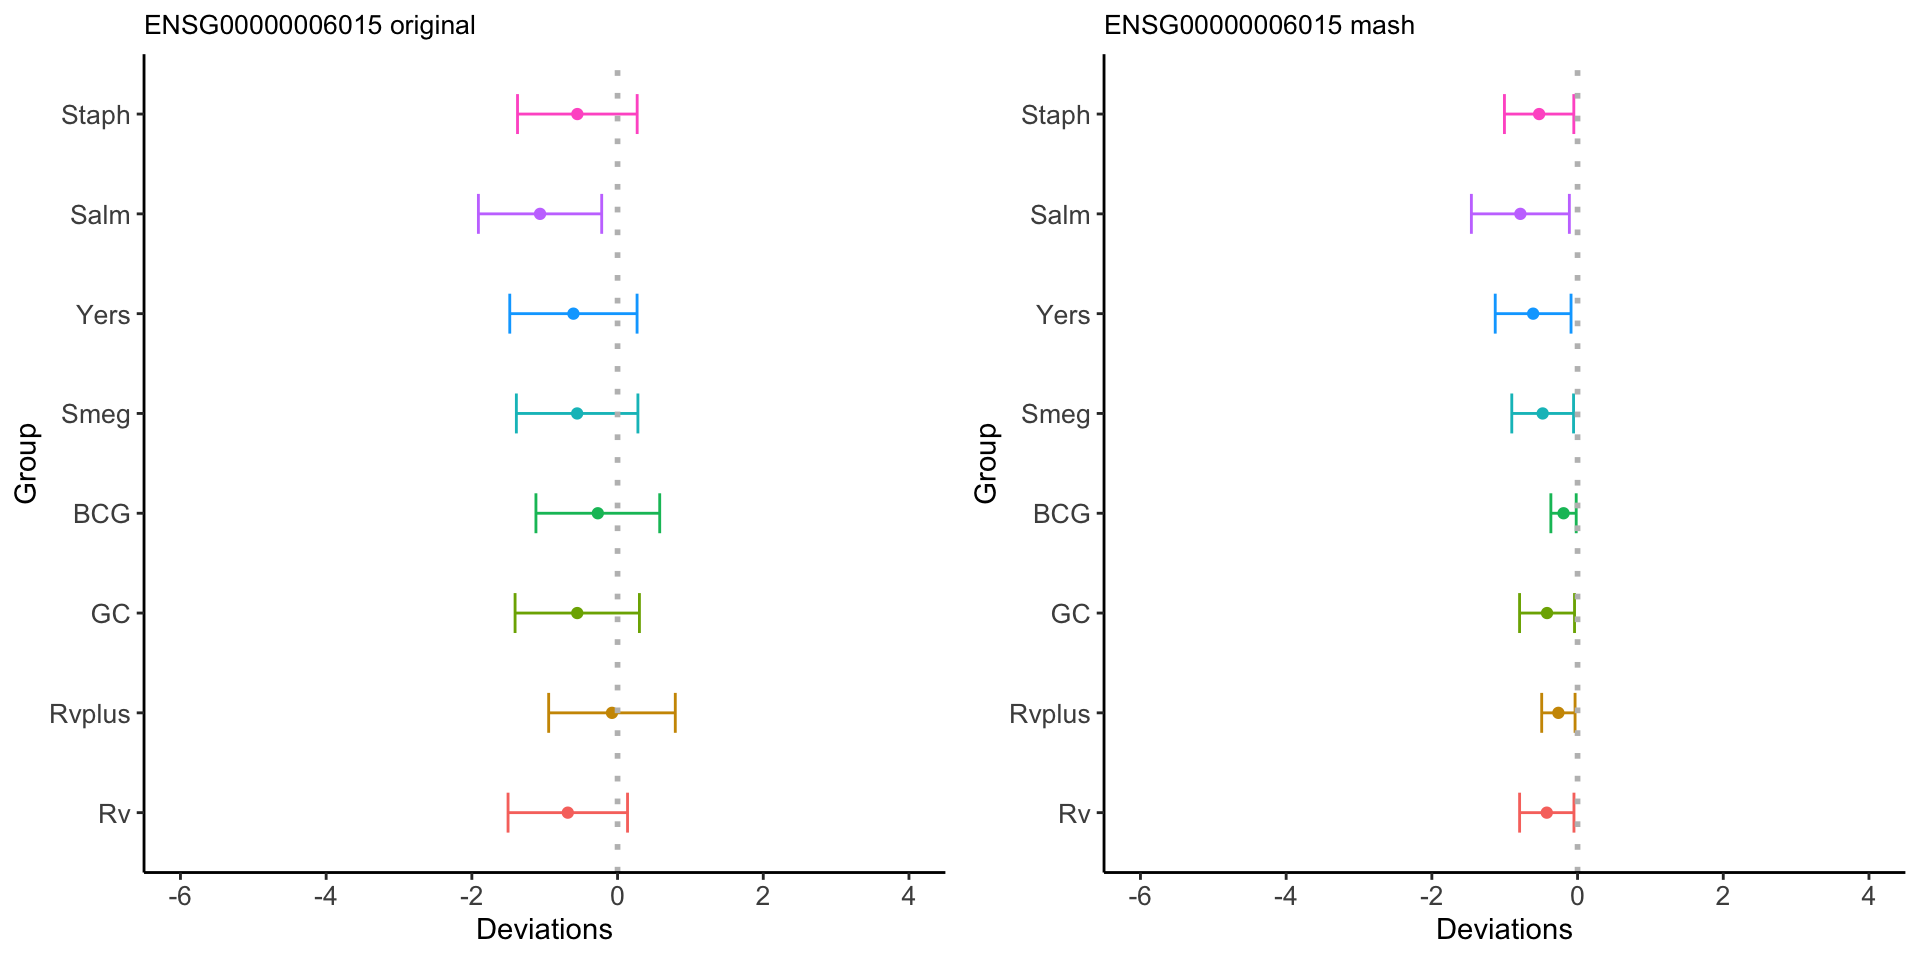 ENSG00000006015 original
Staph
Salm
Yers
Smeg
BCG
GC
Rvplus
Rv
Group
-6 -4 -2 0 2 4
Deviations
ENSG00000006015 mash
Staph
Salm
Yers
Smeg
BCG
GC
Rvplus
Rv
Group
-6 -4 -2 0 2 4
Deviations